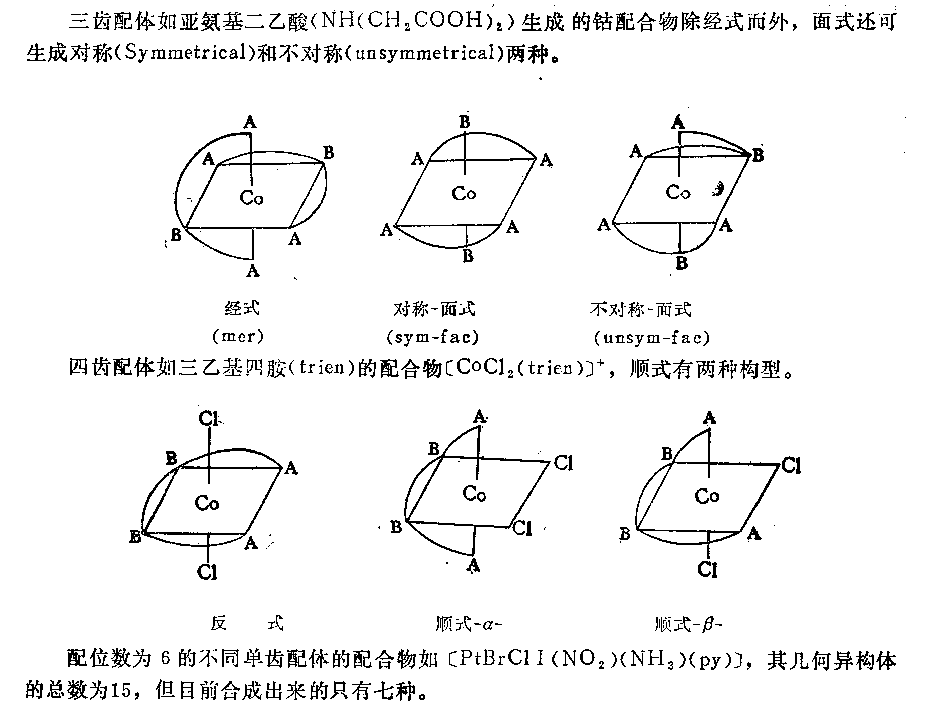 三齿配体如亚氨基二乙酸(NH(CH₂COOH)₂)生成的钴配合物除经式而外，面式还可
生成对称(Symmetrical)和不对称(unsymmetrical)两种。
A B A
A B A A A B
Co Co Co
B A A A A A
A B B
经式 对称-面式 不对称-面式
(mer) (sym-fac) (unsym-fac)
四齿配体如三乙基四胺(trien)的配合物〔CoCl₂(trien)〕⁺，顺式有两种构型。
Cl A A
B A B Cl B Cl
Co Co Co
B A B Cl B A
Cl A Cl
反 式 顺式-α- 顺式-β-
配位数为6的不同单齿配体的配合物如〔PtBrClI(NO₂)(NH₃)(py)〕，其几何异构体
的总数为15，但目前合成出来的只有七种。